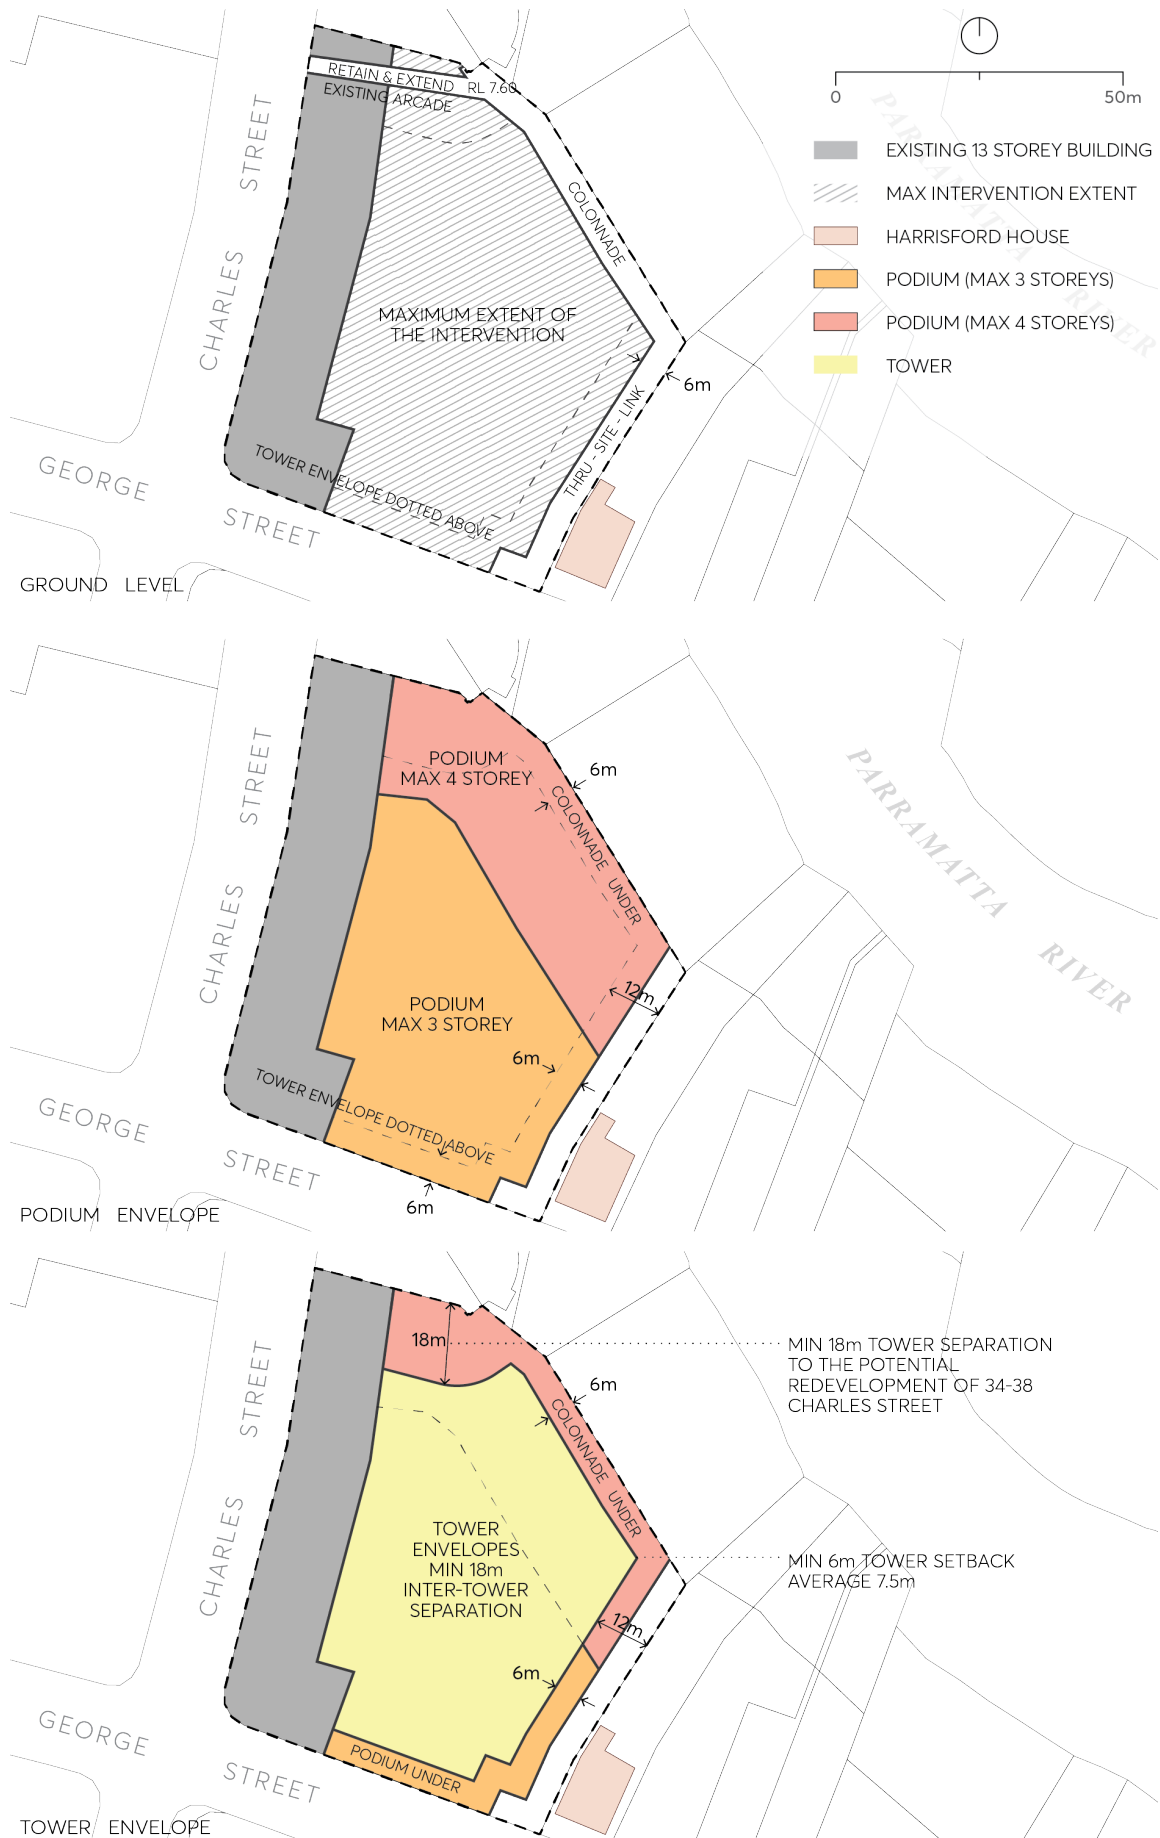 RETAIN & EXTEND
EXISTING ARCADE
RL 7.60
COLONNADE
MAXIMUM EXTENT OF
THE INTERVENTION
6m
THRU - SITE - LINK
TOWER ENVELOPE DOTTED ABOVE
CHARLES STREET
GEORGE STREET
GROUND LEVEL
0 50m
EXISTING 13 STOREY BUILDING
MAX INTERVENTION EXTENT
HARRISFORD HOUSE
PODIUM (MAX 3 STOREYS)
PODIUM (MAX 4 STOREYS)
TOWER
PARRAMATTA RIVER
PODIUM
MAX 4 STOREY
6m
COLONNADE UNDER
12m
PODIUM
MAX 3 STOREY
6m
TOWER ENVELOPE DOTTED ABOVE
6m
CHARLES STREET
GEORGE STREET
PARRAMATTA RIVER
PODIUM ENVELOPE
18m
MIN 18m TOWER SEPARATION
TO THE POTENTIAL
REDEVELOPMENT OF 34-38
CHARLES STREET
6m
COLONNADE UNDER
TOWER
ENVELOPES
MIN 18m
INTER-TOWER
SEPARATION
MIN 6m TOWER SETBACK
AVERAGE 7.5m
12m
6m
PODIUM UNDER
CHARLES STREET
GEORGE STREET
TOWER ENVELOPE